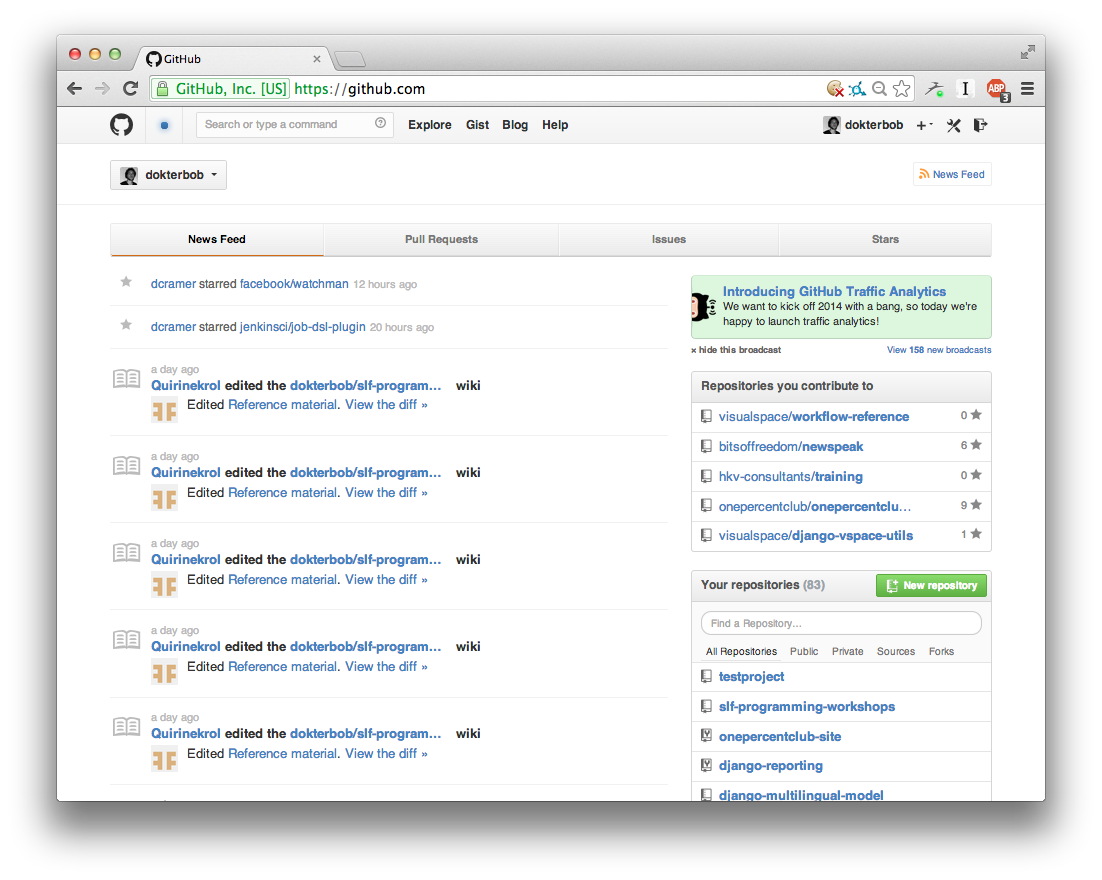 GitHub
GitHub, Inc. [US] https://github.com
ABP
3
Search or type a command
Explore Gist Blog Help
dokterbob
dokterbob
News Feed
News Feed Pull Requests Issues Stars
dcramer starred facebook/watchman 12 hours ago
dcramer starred jenkinsci/job-dsl-plugin 20 hours ago
a day ago
Quirinekrol edited the dokterbob/slf-program… wiki
Edited Reference material. View the diff »
a day ago
Quirinekrol edited the dokterbob/slf-program… wiki
Edited Reference material. View the diff »
a day ago
Quirinekrol edited the dokterbob/slf-program… wiki
Edited Reference material. View the diff »
a day ago
Quirinekrol edited the dokterbob/slf-program… wiki
Edited Reference material. View the diff »
a day ago
Quirinekrol edited the dokterbob/slf-program… wiki
Edited Reference material. View the diff »
Introducing GitHub Traffic Analytics
We want to kick off 2014 with a bang, so today we're
happy to launch traffic analytics!
× hide this broadcast View 158 new broadcasts
Repositories you contribute to
visualspace/workflow-reference 0
bitsoffreedom/newspeak 6
hkv-consultants/training 0
onepercentclub/onepercentclu… 9
visualspace/django-vspace-utils 1
Your repositories (83) New repository
Find a Repository…
All Repositories Public Private Sources Forks
testproject
slf-programming-workshops
onepercentclub-site
django-reporting
django-multilingual-model